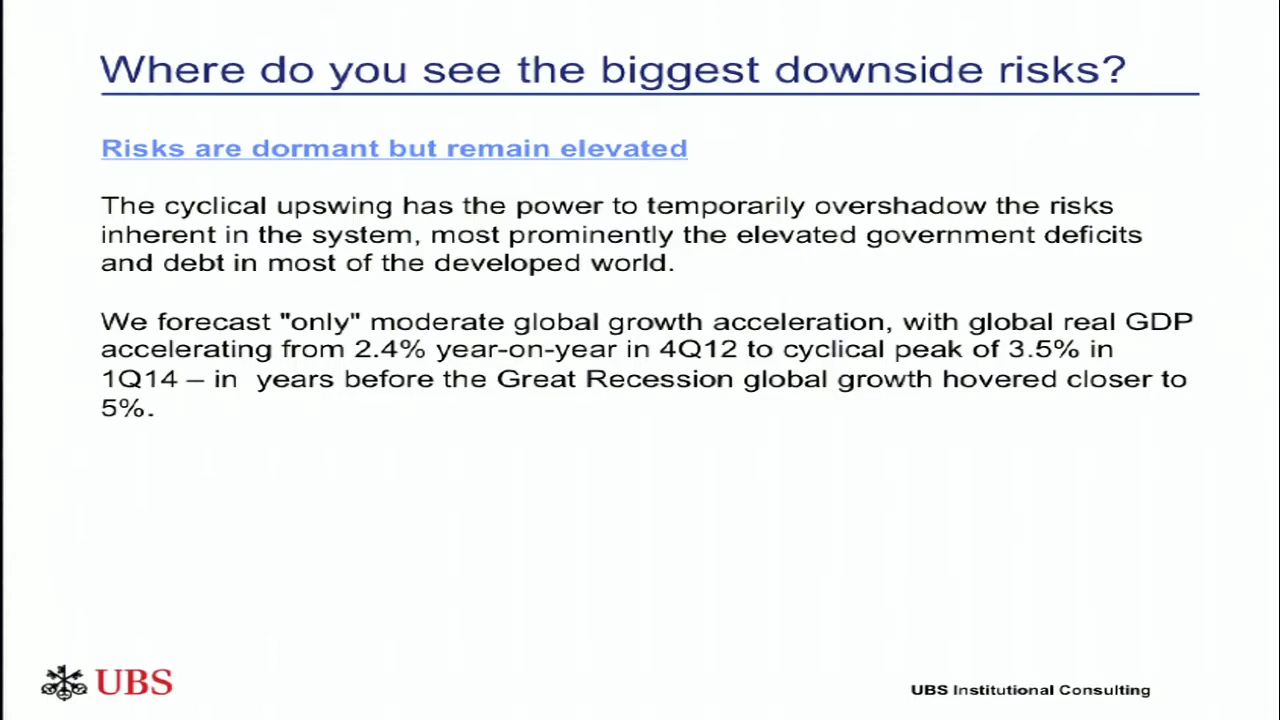 Where do you see the biggest downside risks?
Risks are dormant but remain elevated
The cyclical upswing has the power to temporarily overshadow the risks
inherent in the system, most prominently the elevated government deficits
and debt in most of the developed world.
We forecast "only" moderate global growth acceleration, with global real GDP
accelerating from 2.4% year-on-year in 4Q12 to cyclical peak of 3.5% in
1Q14 – in  years before the Great Recession global growth hovered closer to
5%.
UBS
UBS Institutional Consulting